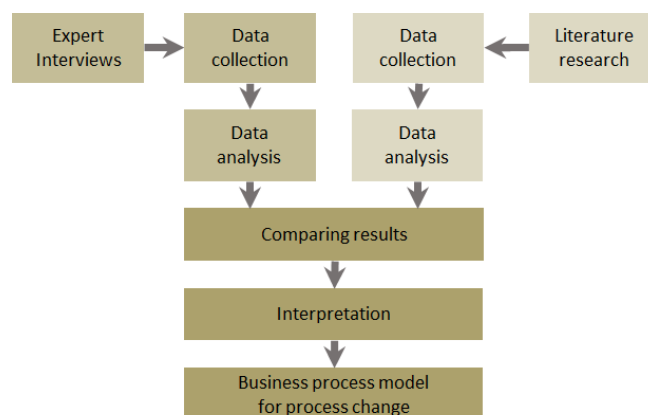 Expert
Interviews
Data
collection
Data
collection
Literature
research
Data
analysis
Data
analysis
Comparing results
Interpretation
Business process model
for process change